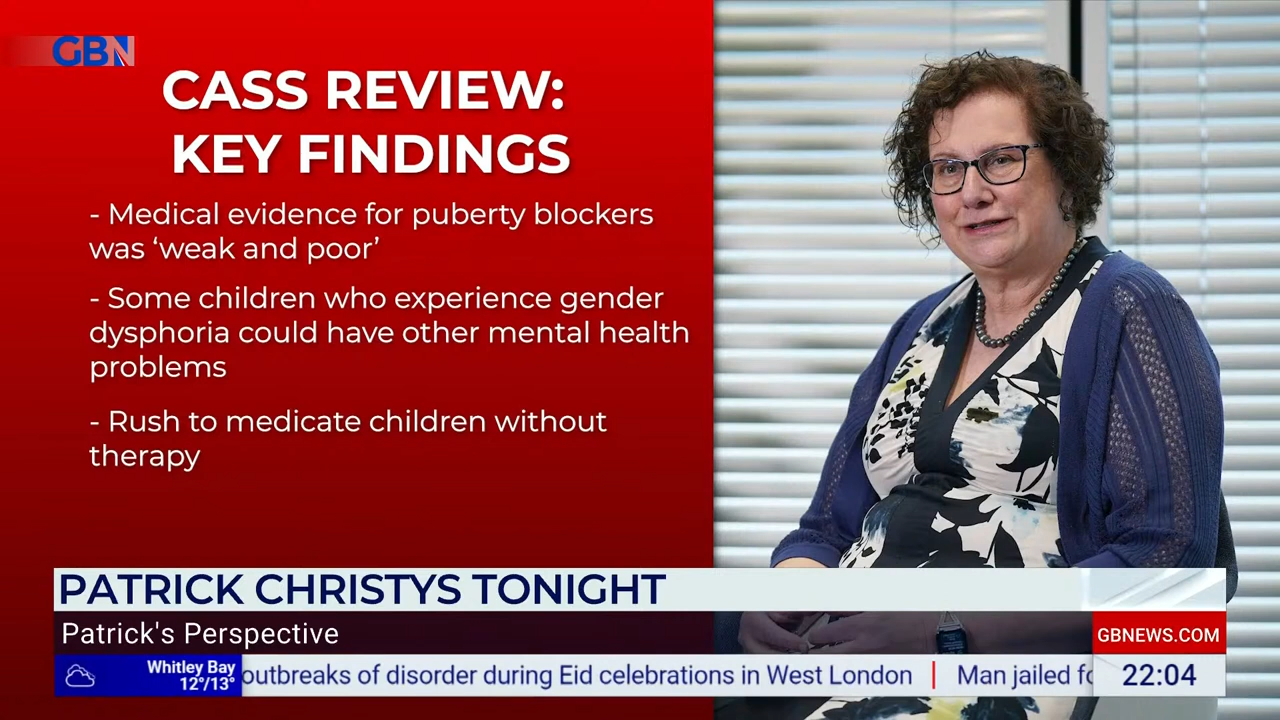 GBN
CASS REVIEW:
KEY FINDINGS
- Medical evidence for puberty blockers
was ‘weak and poor’
- Some children who experience gender
dysphoria could have other mental health
problems
- Rush to medicate children without
therapy
PATRICK CHRISTYS TONIGHT
Patrick's Perspective
GBNEWS.COM
Whitley Bay
12°/13°
outbreaks of disorder during Eid celebrations in West London | Man jailed fo
22:04